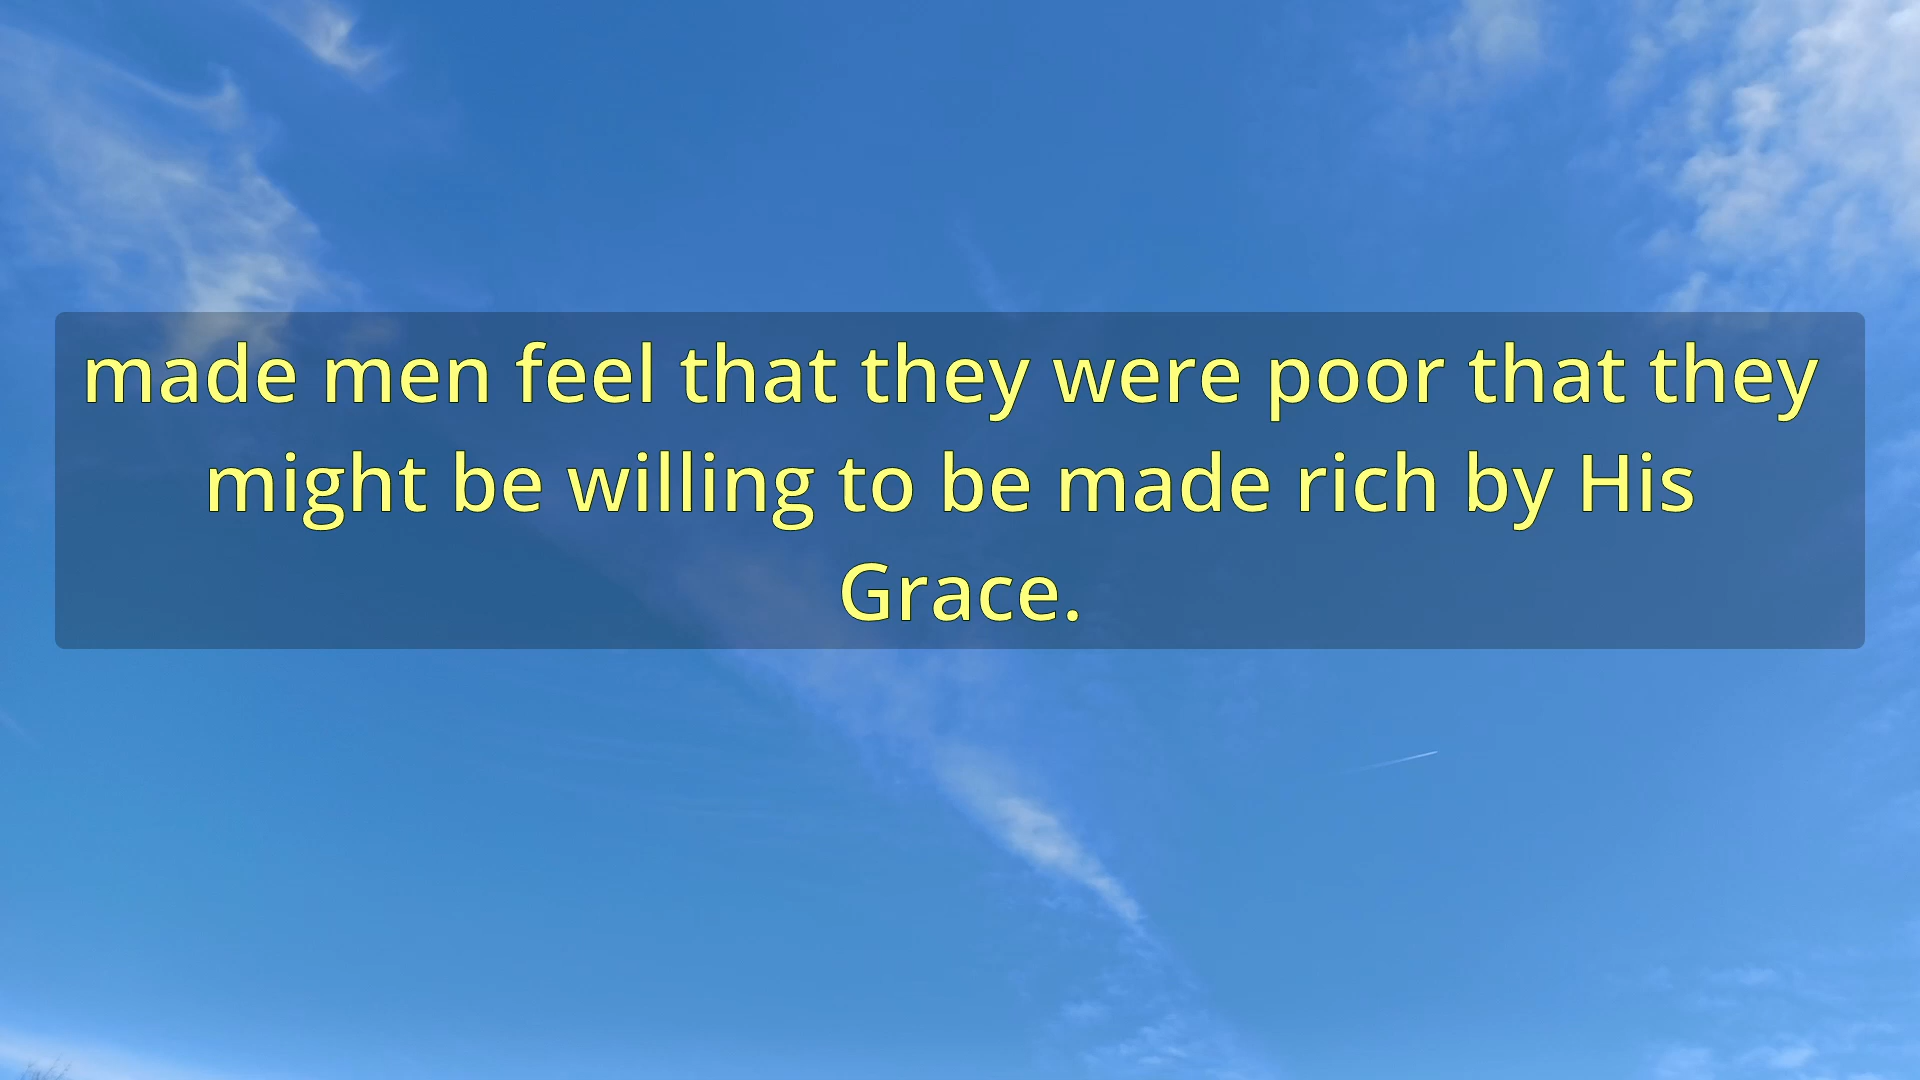 made men feel that they were poor that they
might be willing to be made rich by His
Grace.